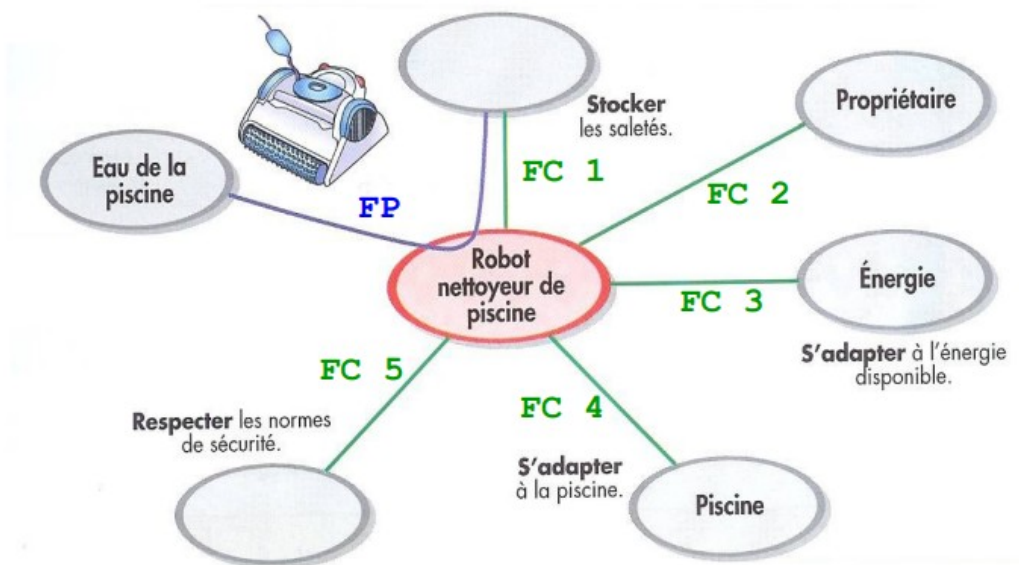 Stocker
les saletés.
Propriétaire
Eau de la
piscine
FC 1
FC 2
FP
Robot
nettoyeur de
piscine
Énergie
FC 3
S'adapter à l'énergie
disponible.
FC 5
FC 4
Respecter les normes
de sécurité.
S'adapter
à la piscine.
Piscine